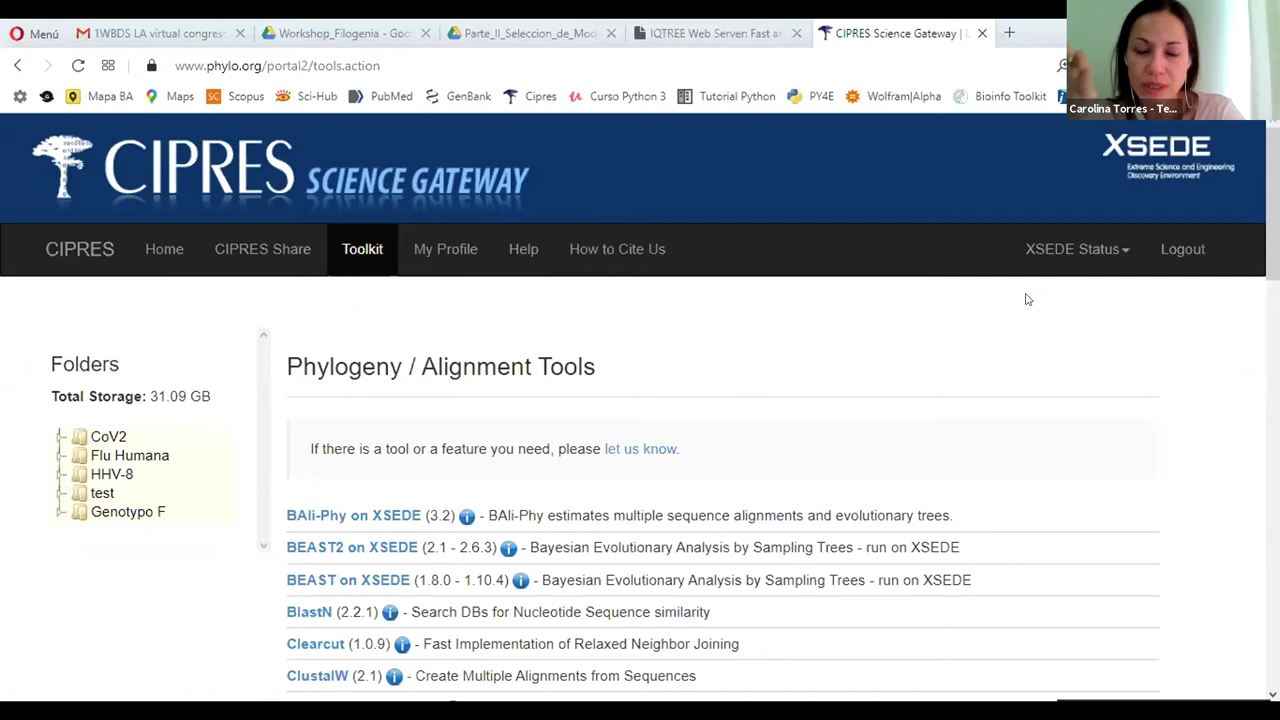 Menú
1WBDS LA virtual congres
Workshop_Filogenia - Goo
Parte_II_Seleccion_de_Mod
IQTREE Web Server: Fast an
CIPRES Science Gateway | L
www.phylo.org/portal2/tools.action
Mapa BA
Maps
Scopus
Sci-Hub
PubMed
GenBank
Cipres
Curso Python 3
Tutorial Python
PY4E
Wolfram|Alpha
Bioinfo Toolkit
Carolina Torres - Te...
CIPRES SCIENCE GATEWAY
XSEDE
Extreme Science and Engineering
Discovery Environment
CIPRES
Home
CIPRES Share
Toolkit
My Profile
Help
How to Cite Us
XSEDE Status
Logout
Folders
Total Storage: 31.09 GB
CoV2
Flu Humana
HHV-8
test
Genotypo F
Phylogeny / Alignment Tools
If there is a tool or a feature you need, please let us know.
BAli-Phy on XSEDE (3.2) - BAli-Phy estimates multiple sequence alignments and evolutionary trees.
BEAST2 on XSEDE (2.1 - 2.6.3) - Bayesian Evolutionary Analysis by Sampling Trees - run on XSEDE
BEAST on XSEDE (1.8.0 - 1.10.4) - Bayesian Evolutionary Analysis by Sampling Trees - run on XSEDE
BlastN (2.2.1) - Search DBs for Nucleotide Sequence similarity
Clearcut (1.0.9) - Fast Implementation of Relaxed Neighbor Joining
ClustalW (2.1) - Create Multiple Alignments from Sequences